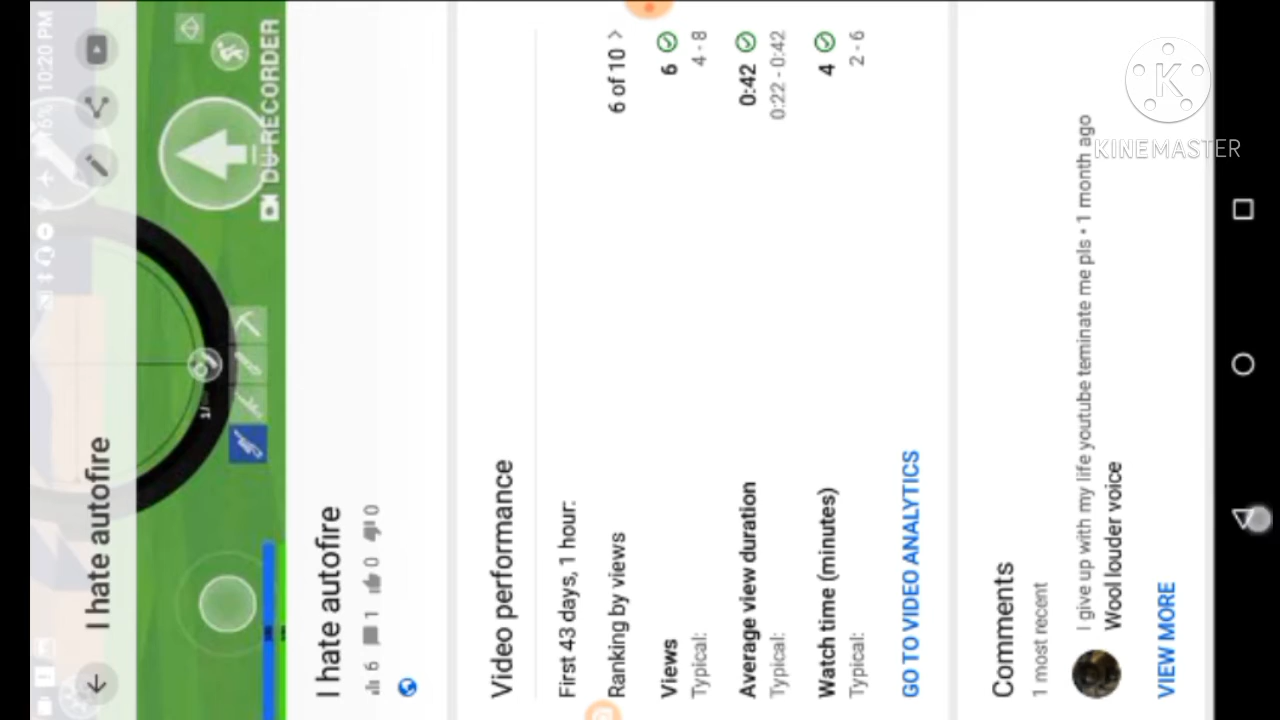 10:20 PM
I hate autofire
DU RECORDER
I hate autofire
6 1 0 0
Video performance
First 43 days, 1 hour:
Ranking by views 6 of 10 >
Views 6
Typical: 4 - 8
Average view duration 0:42
Typical: 0:22 - 0:42
Watch time (minutes) 4
Typical: 2 - 6
GO TO VIDEO ANALYTICS
Comments
1 most recent
I give up with my life youtube teminate me pls • 1 month ago
Wool louder voice
VIEW MORE
K
KINEMASTER